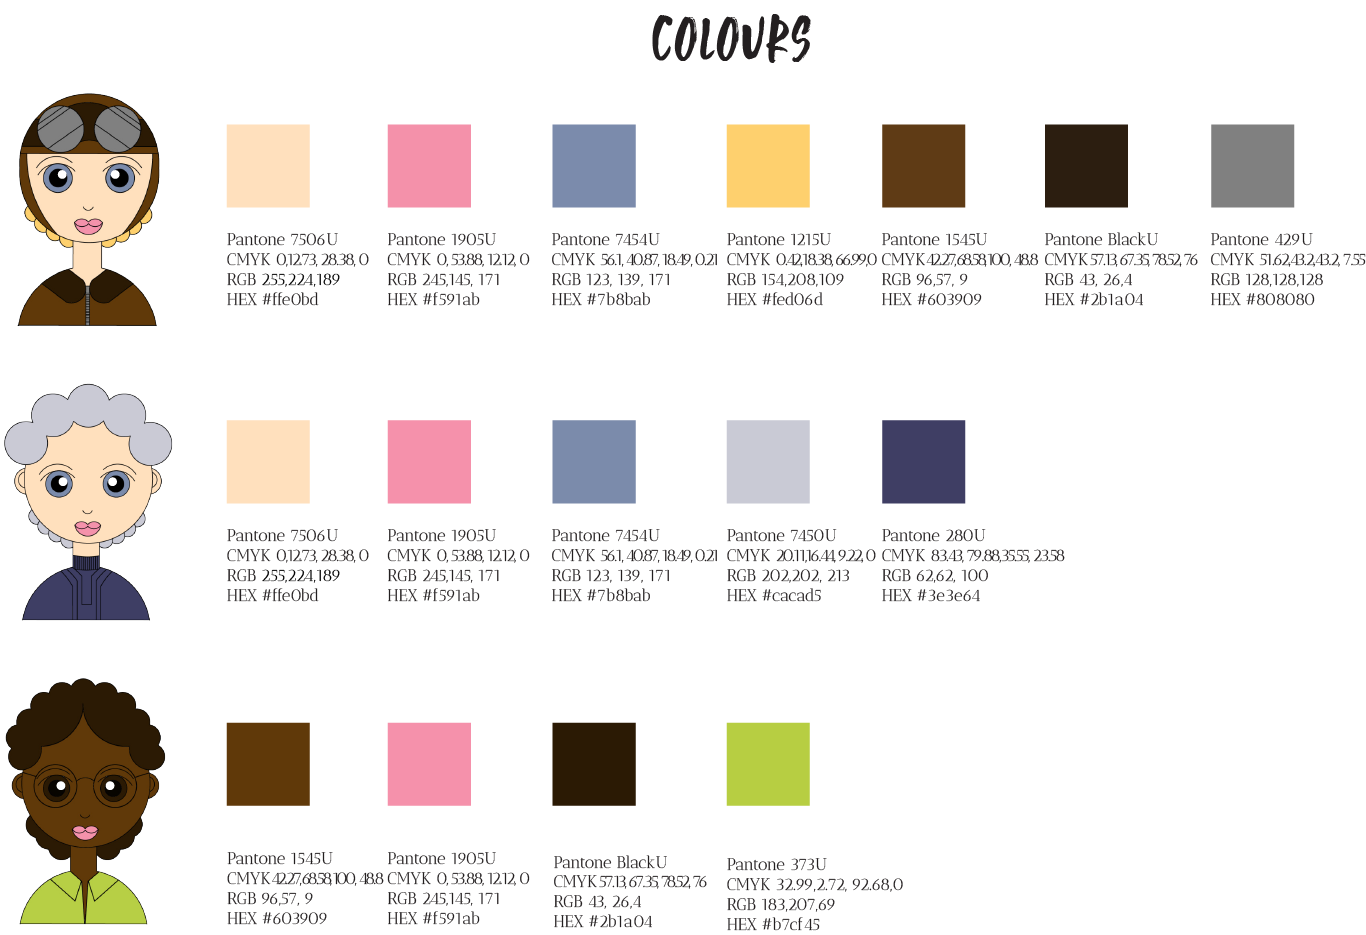 COLOURS
Pantone 7506U
CMYK 0,12.73, 28.38, 0
RGB 255,224,189
HEX #ffe0bd
Pantone 1905U
CMYK 0, 53.88, 12.12, 0
RGB 245,145, 171
HEX #f591ab
Pantone 7454U
CMYK 56.1, 40.87, 18.49, 0.21
RGB 123, 139, 171
HEX #7b8bab
Pantone 1215U
CMYK 0.42,18.38, 66.99,0
RGB 154,208,109
HEX #fed06d
Pantone 1545U
CMYK 42.27,68.58,100, 48.8
RGB 96,57, 9
HEX #603909
Pantone Black U
CMYK 57.13, 67.35, 78.52, 76
RGB 43, 26,4
HEX #2b1a04
Pantone 429U
CMYK 51.62,43.2,43.2, 7.55
RGB 128,128,128
HEX #808080
Pantone 7506U
CMYK 0,12.73, 28.38, 0
RGB 255,224,189
HEX #ffe0bd
Pantone 1905U
CMYK 0, 53.88, 12.12, 0
RGB 245,145, 171
HEX #f591ab
Pantone 7454U
CMYK 56.1, 40.87, 18.49, 0.21
RGB 123, 139, 171
HEX #7b8bab
Pantone 7450U
CMYK 20.11,16.44,9.22, 0
RGB 202,202, 213
HEX #cacad5
Pantone 280U
CMYK 83.43, 79.88,35.55, 23.58
RGB 62,62, 100
HEX #3e3e64
Pantone 1545U
CMYK 42.27,68.58,100, 48.8
RGB 96,57, 9
HEX #603909
Pantone 1905U
CMYK 0, 53.88, 12.12, 0
RGB 245,145, 171
HEX #f591ab
Pantone Black U
CMYK 57.13, 67.35, 78.52, 76
RGB 43, 26,4
HEX #2b1a04
Pantone 373U
CMYK 32.99,2.72, 92.68,0
RGB 183,207,69
HEX #b7cf45